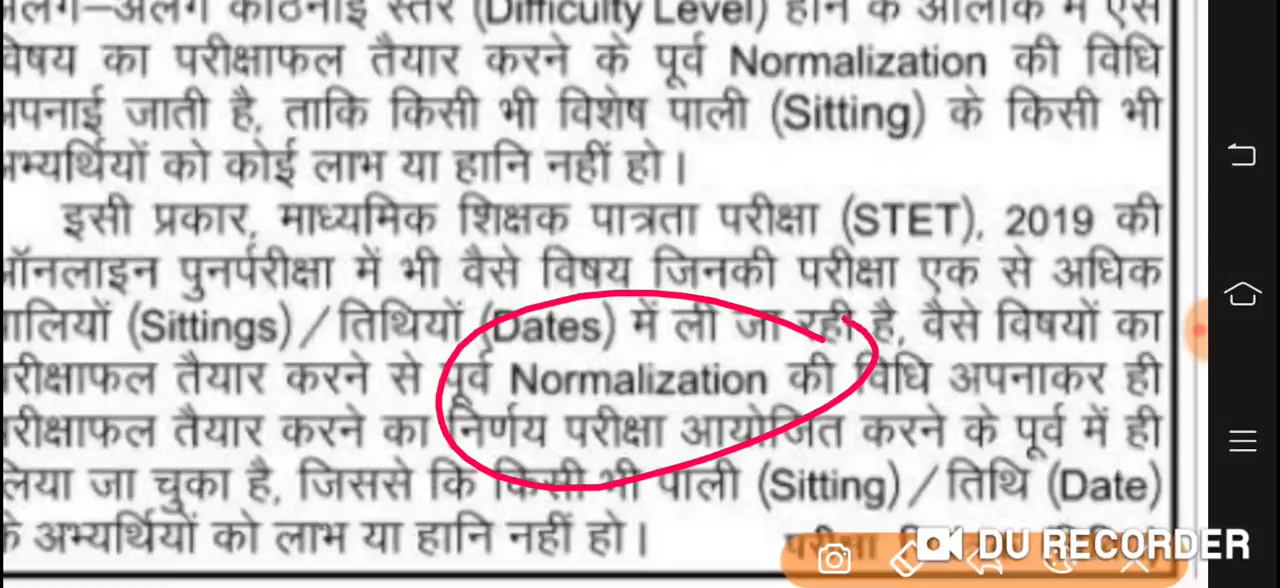 अलग–अलग कठिनाई स्तर (Difficulty Level) होने के आलोक में ऐसे
विषय का परीक्षाफल तैयार करने के पूर्व Normalization की विधि
अपनाई जाती है, ताकि किसी भी विशेष पाली (Sitting) के किसी भी
अभ्यर्थियों को कोई लाभ या हानि नहीं हो।
इसी प्रकार, माध्यमिक शिक्षक पात्रता परीक्षा (STET), 2019 की
ऑनलाइन पुनर्परीक्षा में भी वैसे विषय जिनकी परीक्षा एक से अधिक
पालियों (Sittings) / तिथियों (Dates) में ली जा रही है, वैसे विषयों का
परीक्षाफल तैयार करने से पूर्व Normalization की विधि अपनाकर ही
परीक्षाफल तैयार करने का निर्णय परीक्षा आयोजित करने के पूर्व में ही
लिया जा चुका है, जिससे कि किसी भी पाली (Sitting) / तिथि (Date)
के अभ्यर्थियों को लाभ या हानि नहीं हो।
DU RECORDER